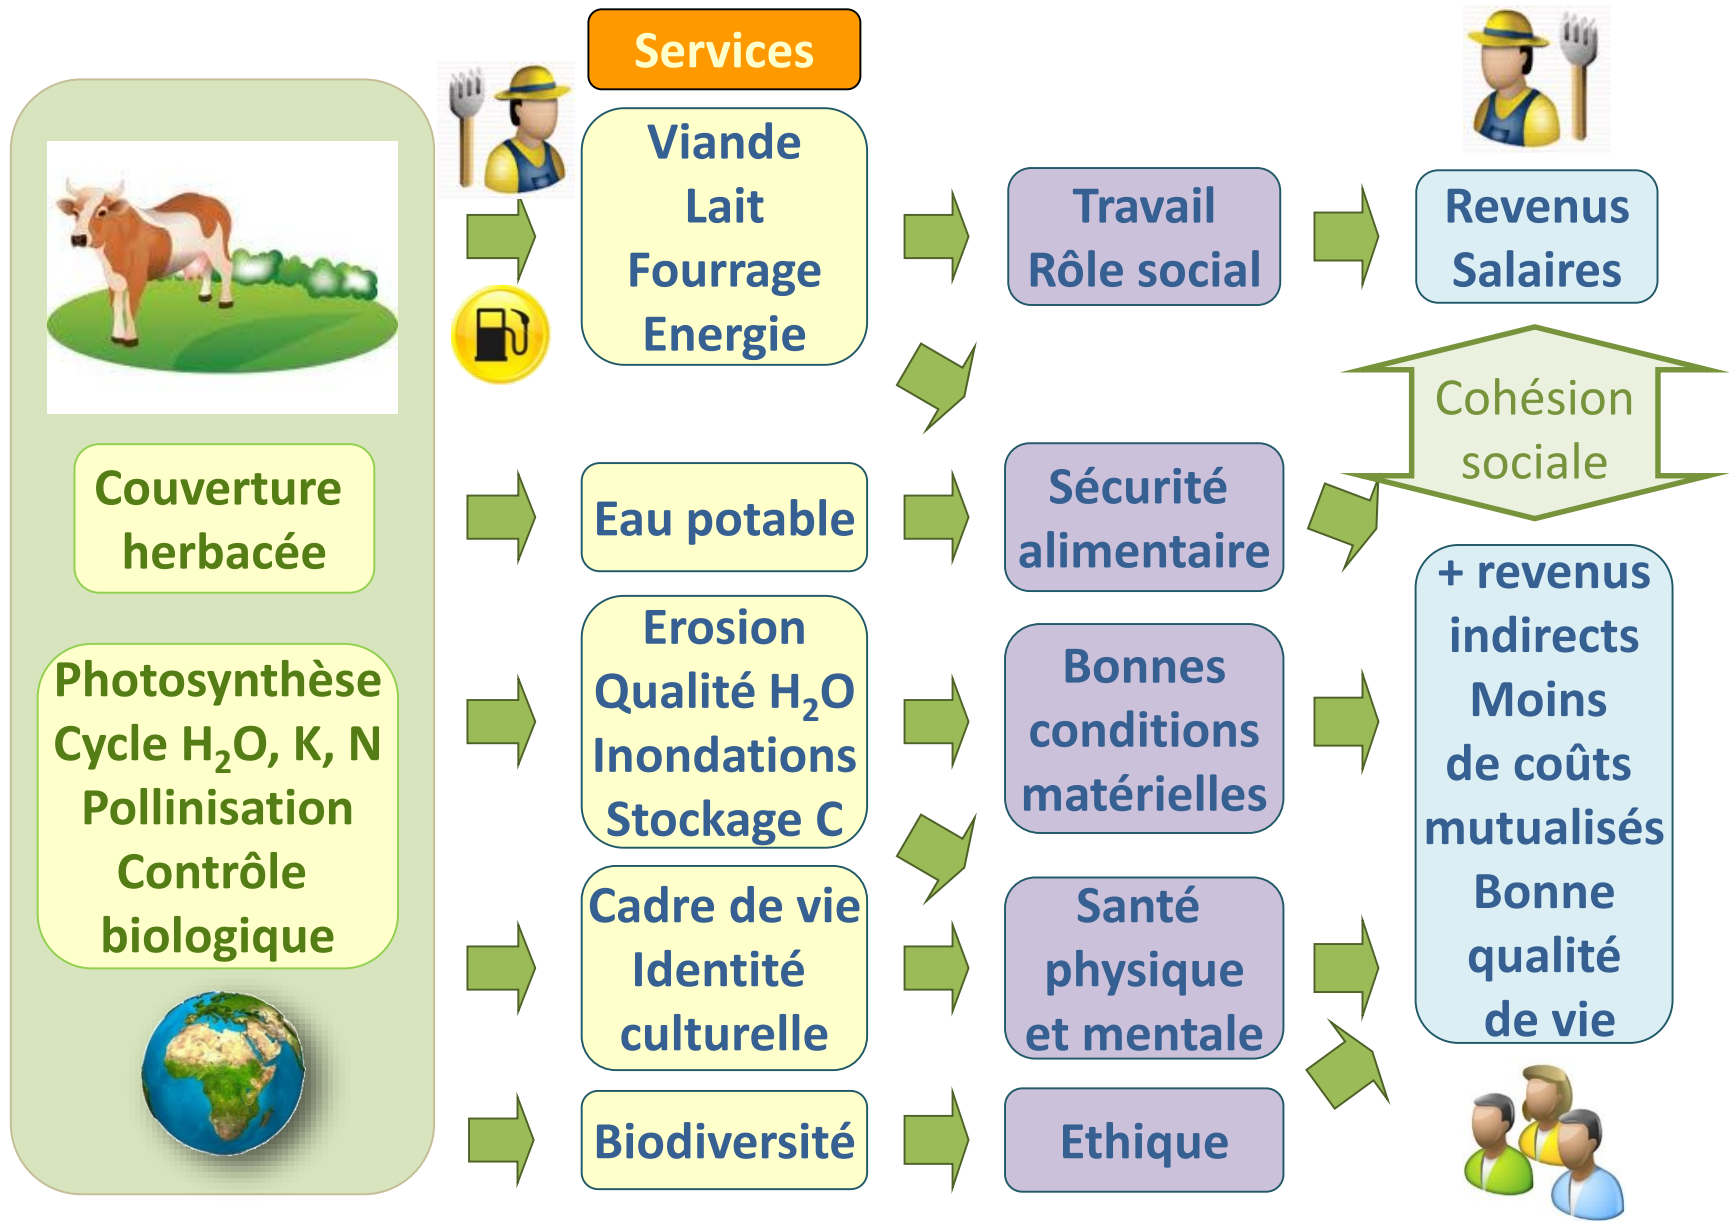 Services
Viande
Lait
Fourrage
Energie
Travail
Rôle social
Revenus
Salaires
Cohésion
sociale
Couverture
herbacée
Eau potable
Sécurité
alimentaire
Photosynthèse
Cycle H₂O, K, N
Pollinisation
Contrôle
biologique
Erosion
Qualité H₂O
Inondations
Stockage C
Bonnes
conditions
matérielles
+ revenus
indirects
Moins
de coûts
mutualisés
Bonne
qualité
de vie
Cadre de vie
Identité
culturelle
Santé
physique
et mentale
Biodiversité
Ethique